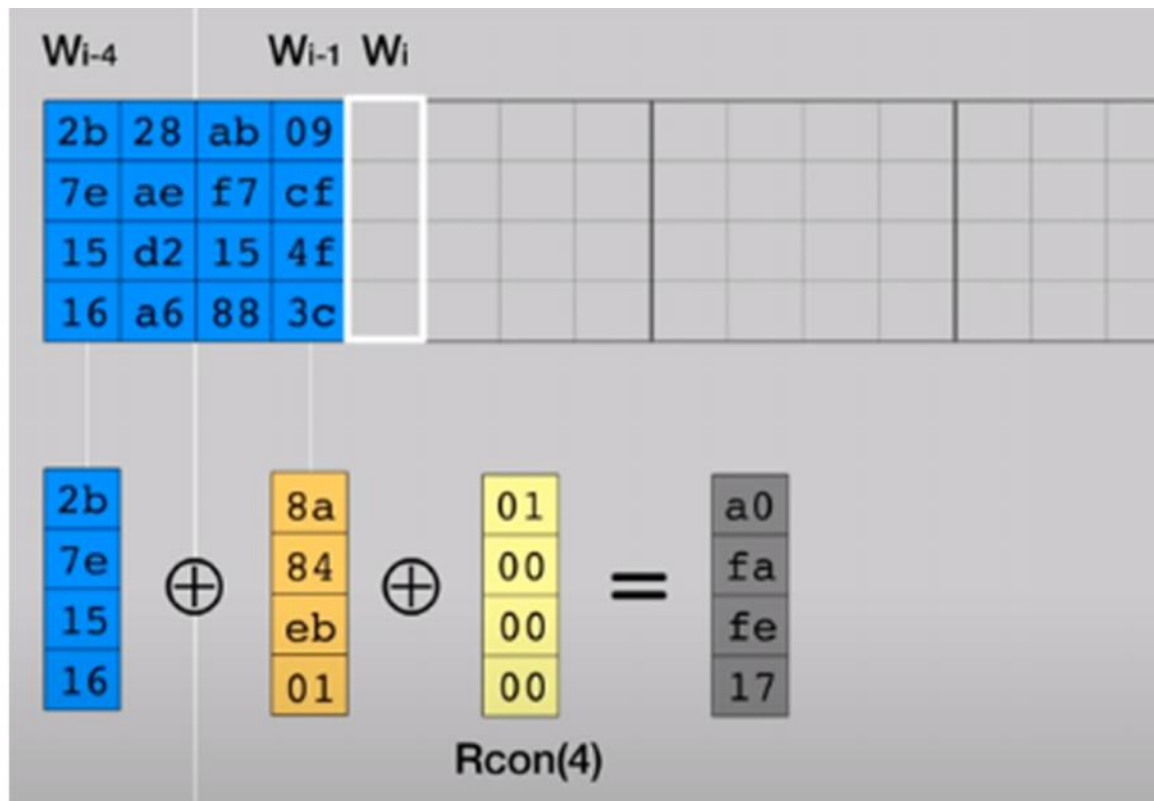 Wi-4 Wi-1 Wi
2b 28 ab 09
7e ae f7 cf
15 d2 15 4f
16 a6 88 3c
2b 8a 01 a0
7e 84 00 fa
15 eb 00 fe
16 01 00 17
⊕ ⊕ =
Rcon(4)